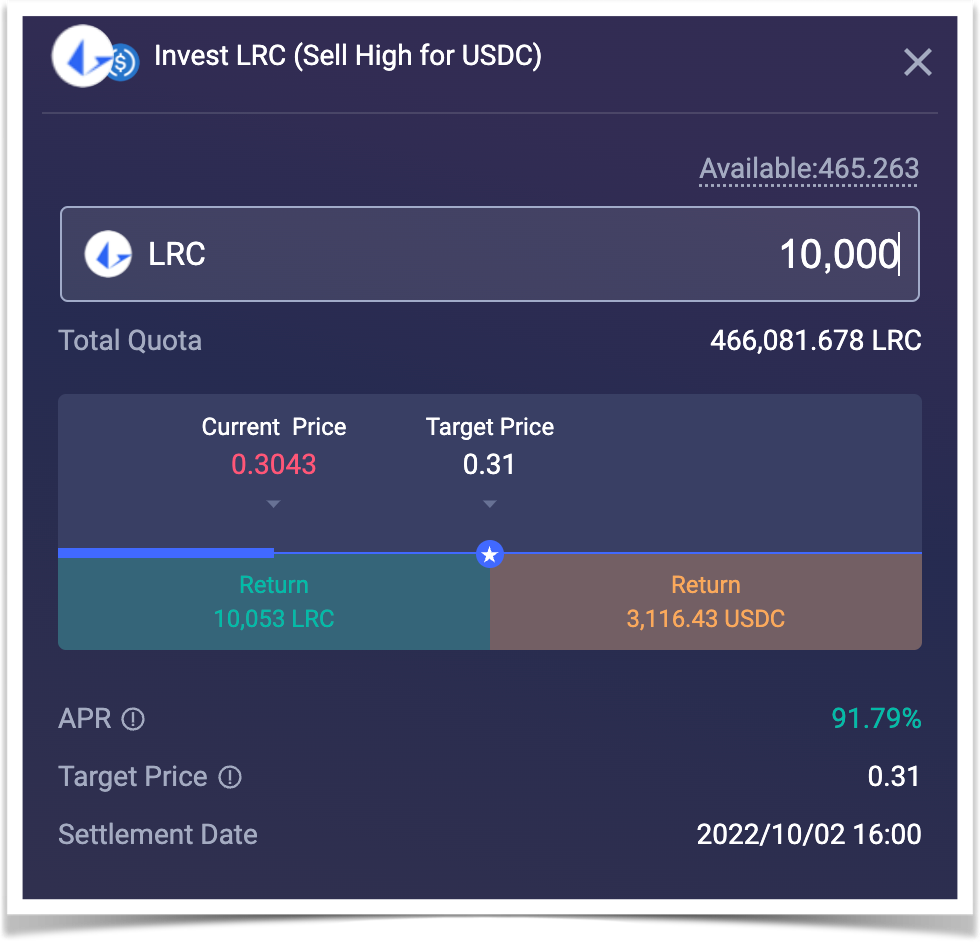 Invest LRC (Sell High for USDC)
Available:465.263
LRC 10,000
Total Quota 466,081.678 LRC
Current Price Target Price
0.3043 0.31
Return Return
10,053 LRC 3,116.43 USDC
APR 91.79%
Target Price 0.31
Settlement Date 2022/10/02 16:00